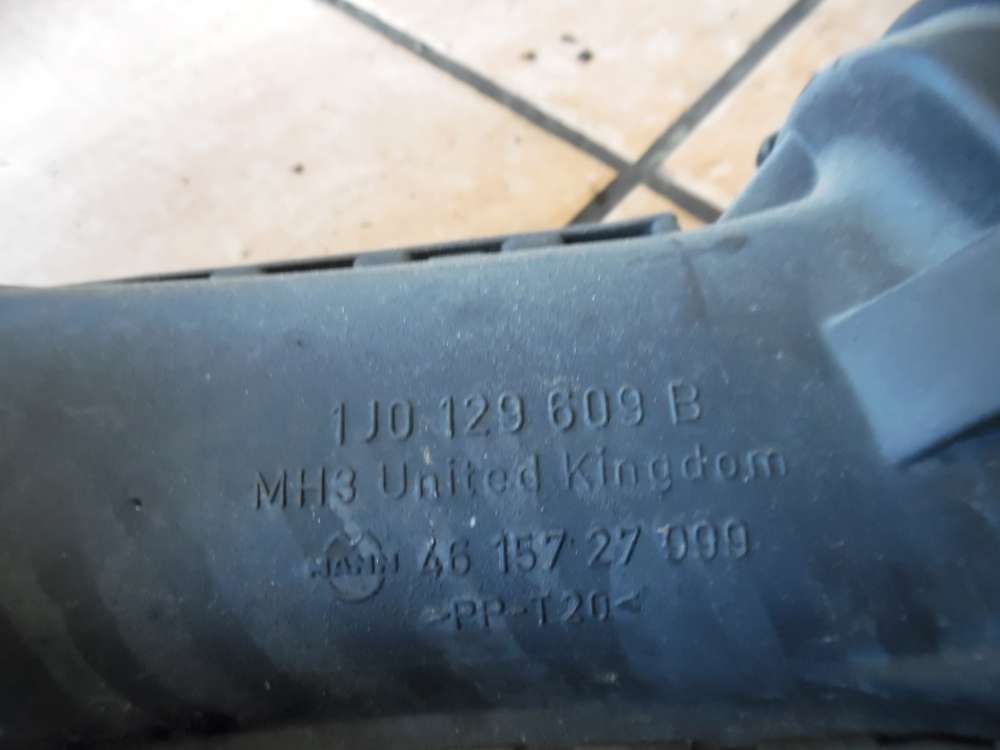 1J0 129 609 B
MH3 United Kingdom
MANN 46 157 27 999
>PP-T20<